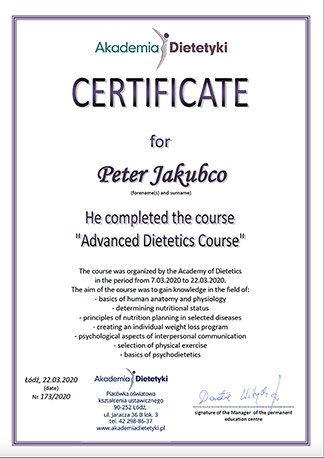 Akademia Dietetyki
CERTIFICATE
for
Peter Jakubco
(forename(s) and surname)
He completed the course
"Advanced Dietetics Course"
The course was organized by the Academy of Dietetics
in the period from 7.03.2020 to 22.03.2020.
The aim of the course was to gain knowledge in the field of:
- basics of human anatomy and physiology
- determining nutritional status
- principles of nutrition planning in selected diseases
- creating an individual weight loss program
- psychological aspects of interpersonal communication
- selection of physical exercise
- basics of psychodietetics
Łódź, 22.03.2020
(date)
Nr 173/2020
Akademia Dietetyki
Placówka oświatowa
kształcenia ustawicznego
90-252 Łódź,
ul. Jaracza 36 B lok. 3
tel. 42 298-86-37
www.akademiadietetyki.pl
signature of the Manager of the permanent
education centre